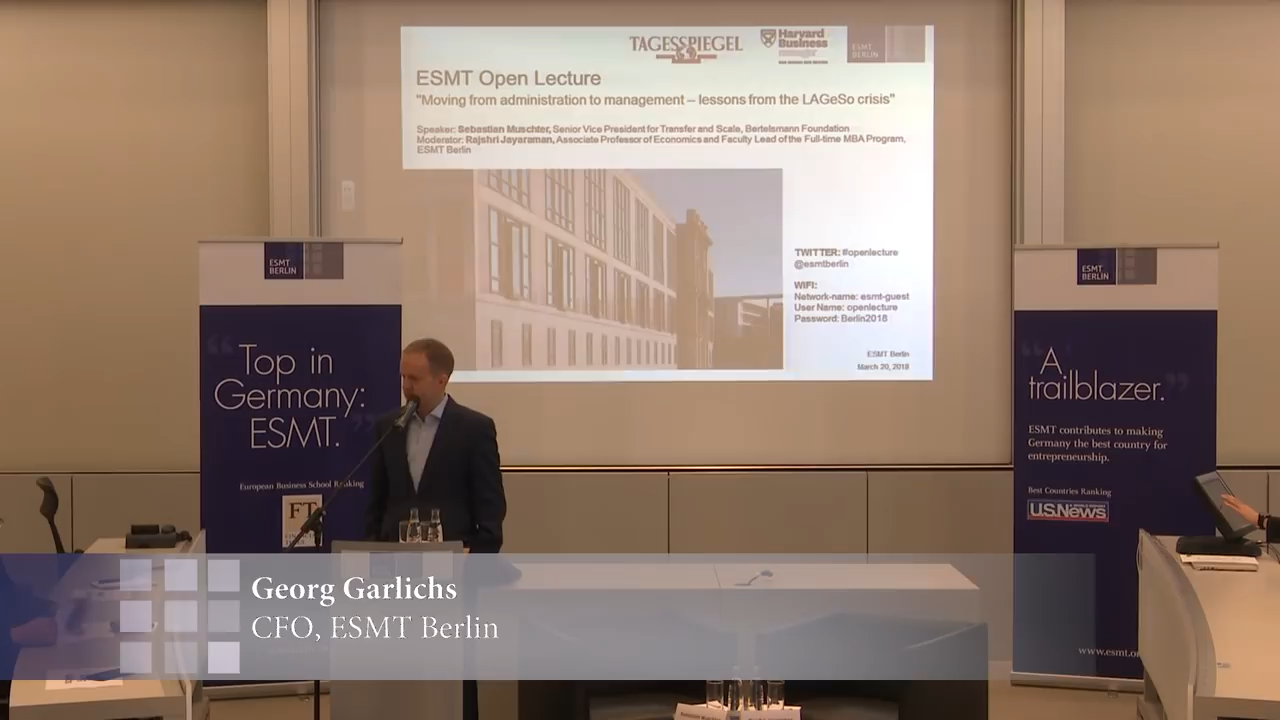 TAGESSPIEGEL
Harvard
Business
ESMT
BERLIN
ESMT Open Lecture
"Moving from administration to management – lessons from the LAGeSo crisis"
Speaker: Sebastian Muschter, Senior Vice President for Transfer and Scale, Bertelsmann Foundation
Moderator: Rajshri Jayaraman, Associate Professor of Economics and Faculty Lead of the Full-time MBA Program,
ESMT Berlin
TWITTER: #openlecture
@esmtberlin
WIFI:
Network-name: esmt-guest
User Name: openlecture
Password: Berlin2018
ESMT Berlin
March 20, 2018
ESMT
BERLIN
"Top in
Germany:
ESMT."
European Business School Ranking
FT
ESMT
BERLIN
"A
trailblazer."
ESMT contributes to making
Germany the best country for
entrepreneurship.
Best Countries Ranking
U.S.News
www.esmt.o
Georg Garlichs
CFO, ESMT Berlin